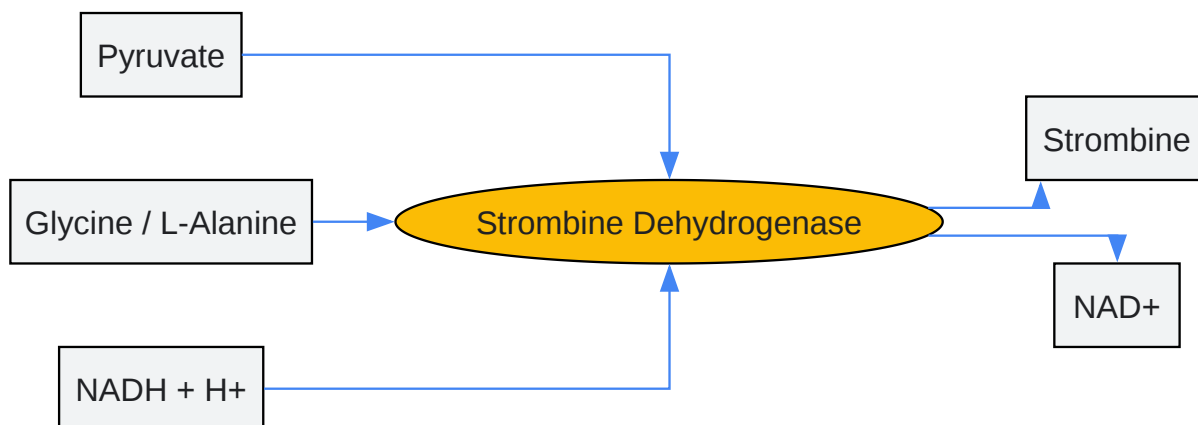 Pyruvate
Strombine
Glycine / L-Alanine
Strombine Dehydrogenase
NAD+
NADH + H+